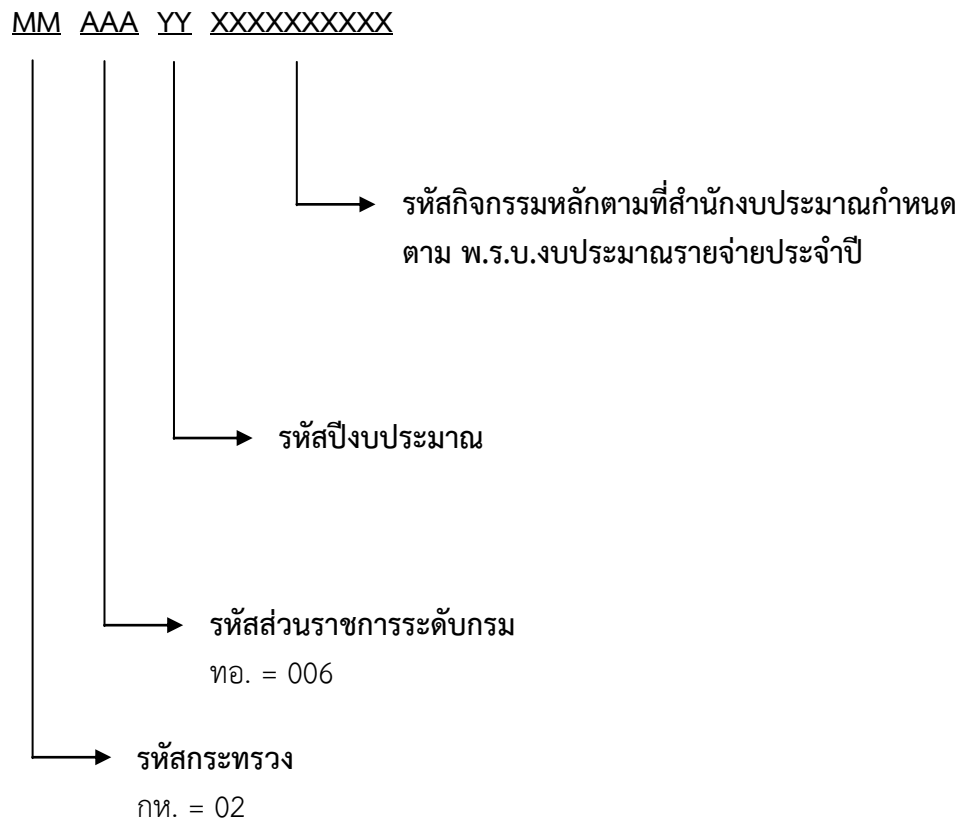 MM AAA YY XXXXXXXXXX
รหัสกิจกรรมหลักตามที่สำนักงบประมาณกำหนด
ตาม พ.ร.บ.งบประมาณรายจ่ายประจำปี
รหัสปีงบประมาณ
รหัสส่วนราชการระดับกรม
ทอ. = 006
รหัสกระทรวง
กห. = 02